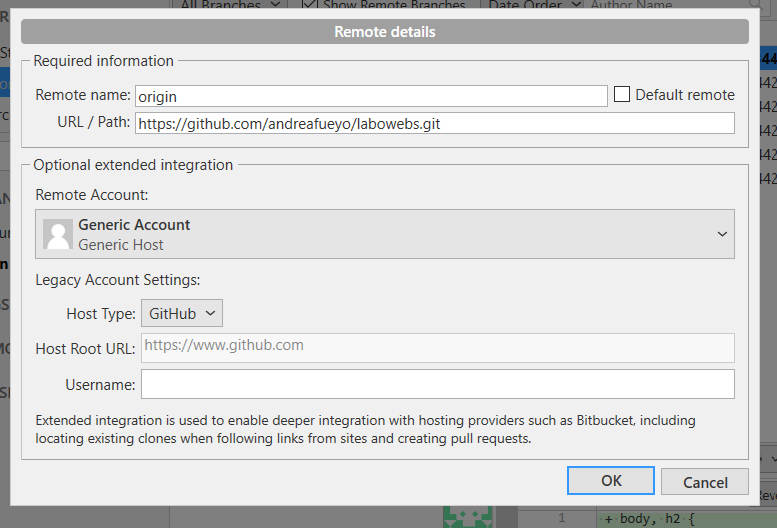 All Branches Show Remote Branches Date Order Author Name
Remote details
Required information
Remote name: origin Default remote
URL / Path: https://github.com/andreafueyo/labowebs.git
Optional extended integration
Remote Account:
Generic Account
Generic Host
Legacy Account Settings:
Host Type: GitHub
Host Root URL: https://www.github.com
Username:
Extended integration is used to enable deeper integration with hosting providers such as Bitbucket, including
locating existing clones when following links from sites and creating pull requests.
OK Cancel
1 + body, h2 {